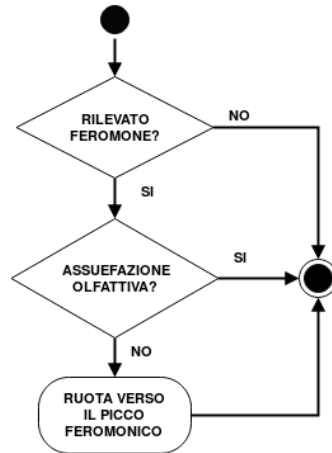 RILEVATO
FEROMONE?
NO
SI
ASSUEFAZIONE
OLFATTIVA?
SI
NO
RUOTA VERSO
IL PICCO
FEROMONICO